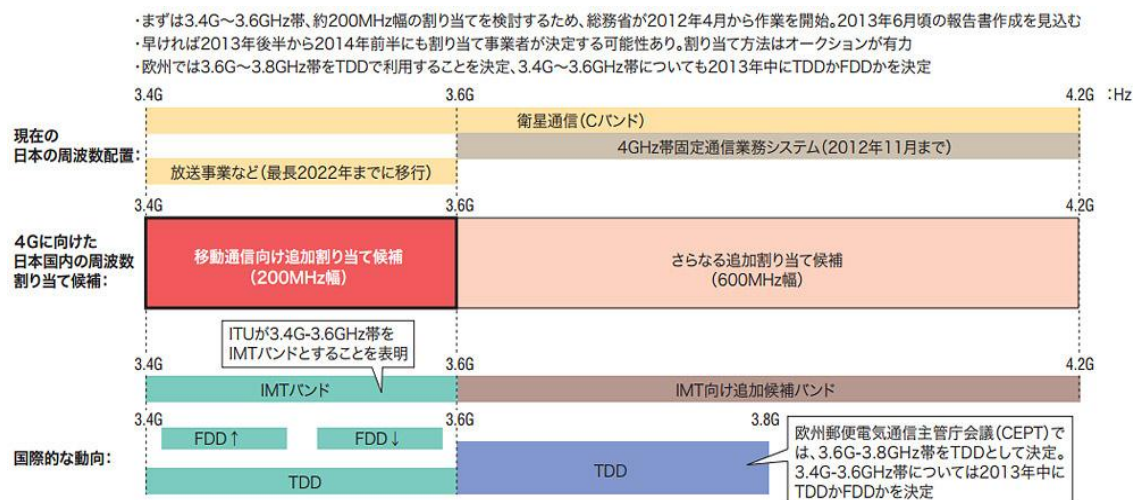 ・まずは3.4G～3.6GHz帯、約200MHz幅の割り当てを検討するため、総務省が2012年4月から作業を開始。2013年6月頃の報告書作成を見込む
・早ければ2013年後半から2014年前半にも割り当て事業者が決定する可能性あり。割り当て方法はオークションが有力
・欧州では3.6G～3.8GHz帯をTDDで利用することを決定、3.4G～3.6GHz帯についても2013年中にTDDかFDDかを決定
3.4G 3.6G 4.2G :Hz
現在の
日本の周波数配置:
衛星通信(Cバンド)
4GHz帯固定通信業務システム(2012年11月まで)
放送事業など(最長2022年までに移行)
3.4G 3.6G 4.2G
4Gに向けた
日本国内の周波数
割り当て候補:
移動通信向け追加割り当て候補
(200MHz幅)
さらなる追加割り当て候補
(600MHz幅)
ITUが3.4G-3.6GHz帯を
IMTバンドとすることを表明
3.4G 3.6G 4.2G
IMTバンド IMT向け追加候補バンド
3.4G 3.6G 3.8G
国際的な動向:
FDD↑ FDD↓
TDD TDD
欧州郵便電気通信主管庁会議(CEPT)で
は、3.6G-3.8GHz帯をTDDとして決定。
3.4G-3.6GHz帯については2013年中に
TDDかFDDかを決定